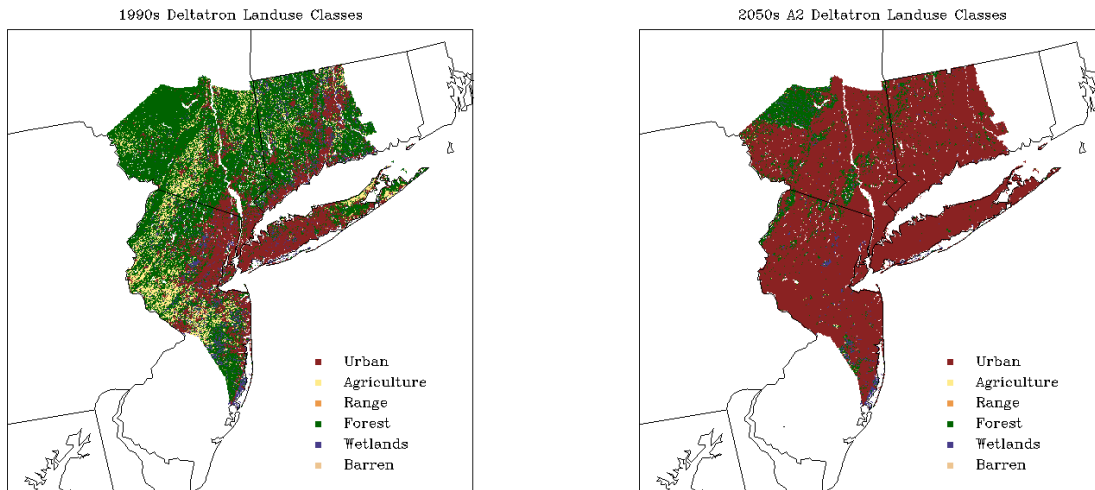 1990s Deltatron Landuse Classes
Urban
Agriculture
Range
Forest
Wetlands
Barren
2050s A2 Deltatron Landuse Classes
Urban
Agriculture
Range
Forest
Wetlands
Barren